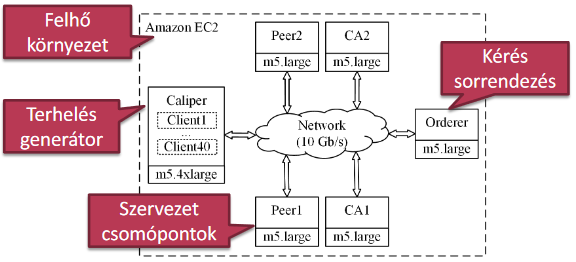 Felhő
környezet
Amazon EC2
Peer2
m5.large
CA2
m5.large
Kérés
sorrendezés
Terhelés
generátor
Caliper
Client1
...
Client40
m5.4xlarge
Network
(10 Gb/s)
Orderer
m5.large
Szervezet
csomópontok
Peer1
m5.large
CA1
m5.large